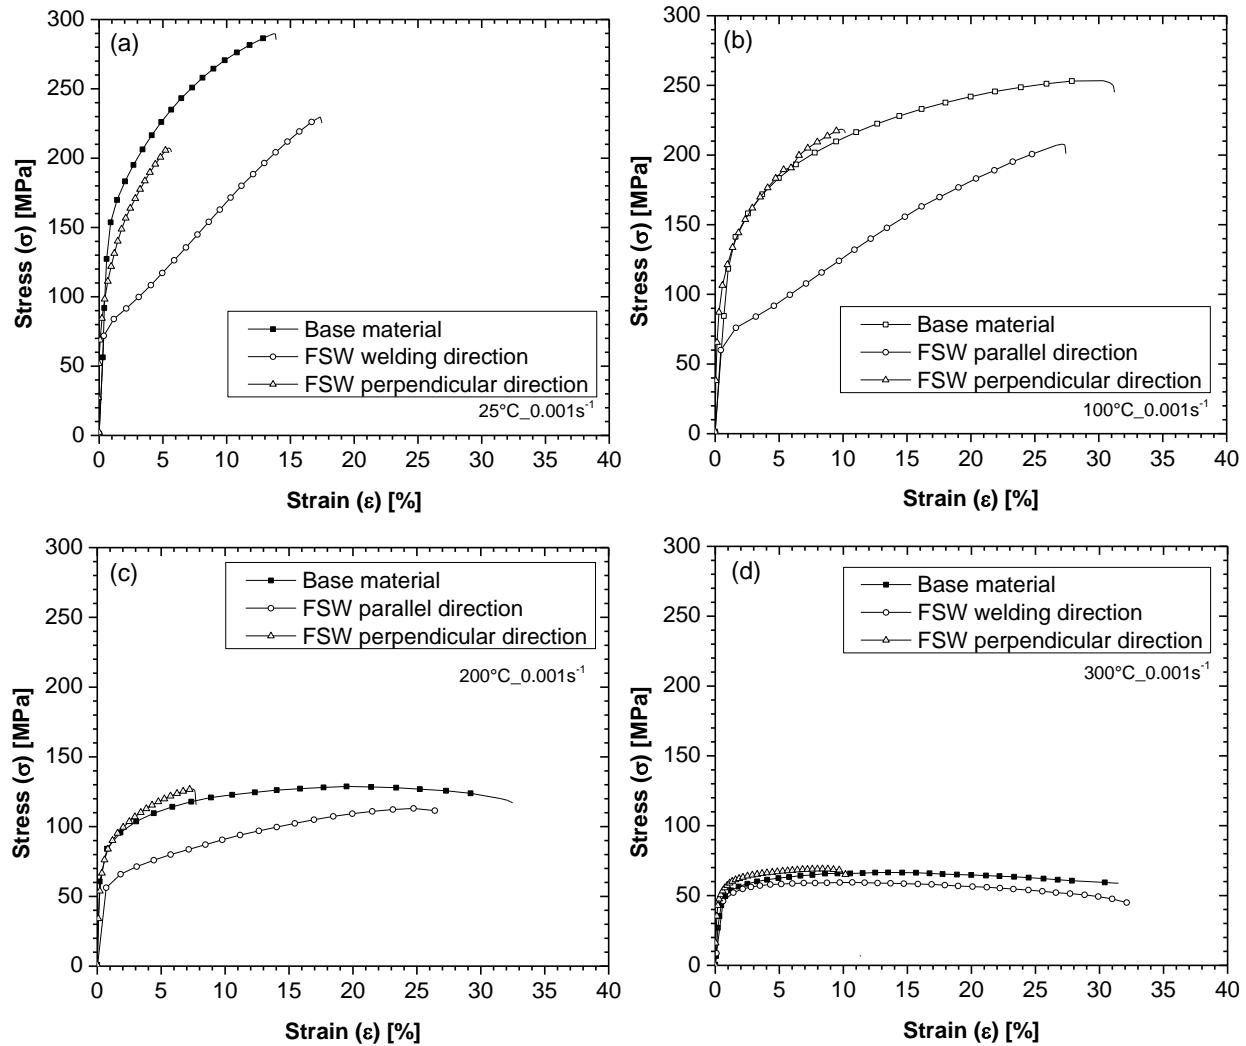 (a)
300
250
200
150
100
50
0
Stress (σ) [MPa]
Base material
FSW welding direction
FSW perpendicular direction
25°C_0.001s⁻¹
0 5 10 15 20 25 30 35 40
Strain (ε) [%]
(b)
300
250
200
150
100
50
0
Stress (σ) [MPa]
Base material
FSW parallel direction
FSW perpendicular direction
100°C_0.001s⁻¹
0 5 10 15 20 25 30 35 40
Strain (ε) [%]
(c)
300
250
200
150
100
50
0
Stress (σ) [MPa]
Base material
FSW parallel direction
FSW perpendicular direction
200°C_0.001s⁻¹
0 5 10 15 20 25 30 35 40
Strain (ε) [%]
(d)
300
250
200
150
100
50
0
Stress (σ) [MPa]
Base material
FSW welding direction
FSW perpendicular direction
300°C_0.001s⁻¹
0 5 10 15 20 25 30 35 40
Strain (ε) [%]